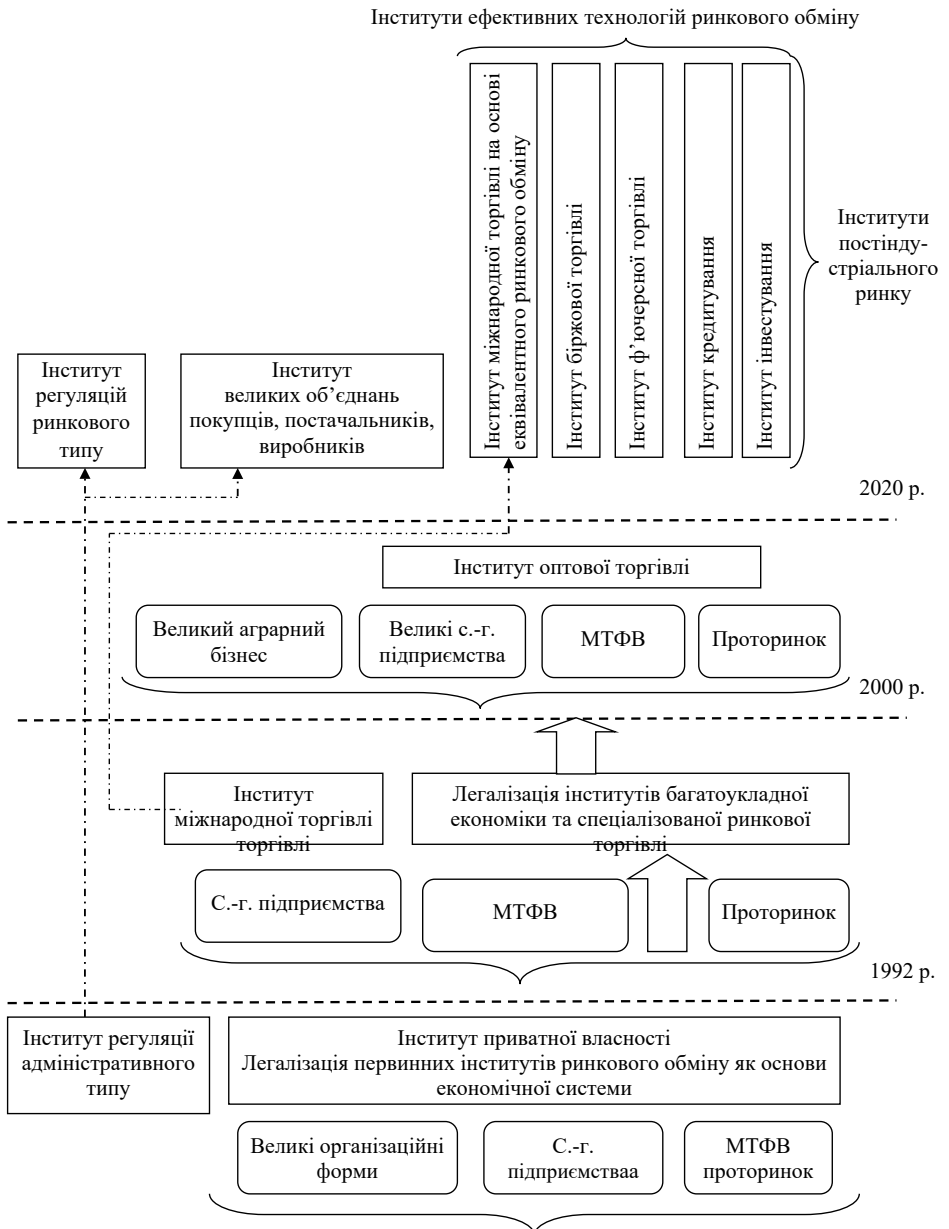 Інститути ефективних технологій ринкового обміну
Інститут міжнародної торгівлі на основі
еквівалентного ринкового обміну
Інститут біржової торгівлі
Інститут ф’ючерсної торгівлі
Інститут кредитування
Інститут інвестування
Інститути
постінду-
стріального
ринку
Інститут
регуляцій
ринкового
типу
Інститут
великих об’єднань
покупців, постачальників,
виробників
2020 р.
Інститут оптової торгівлі
Великий аграрний
бізнес
Великі с.-г.
підприємства
МТФВ
Проторинок
2000 р.
Інститут
міжнародної торгівлі
торгівлі
Легалізація інститутів багатоукладної
економіки та спеціалізованої ринкової
торгівлі
С.-г. підприємства
МТФВ
Проторинок
1992 р.
Інститут регуляції
адміністративного
типу
Інститут приватної власності
Легалізація первинних інститутів ринкового обміну як основи
економічної системи
Великі організаційні
форми
С.-г.
підприємстваа
МТФВ
проторинок